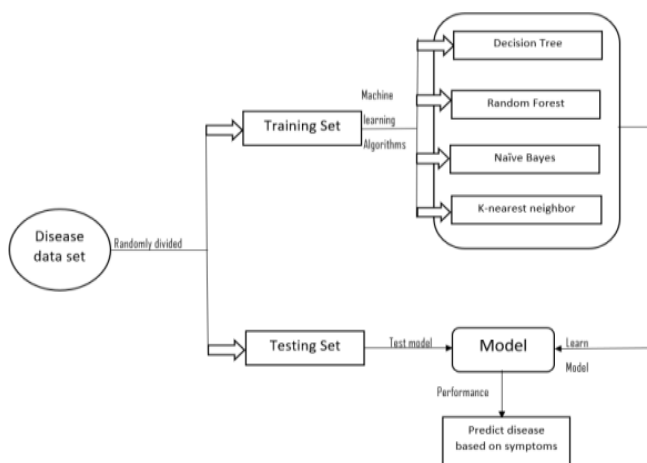 Disease
data set
Randomly divided
Training Set
Machine
learning
Algorithms
Decision Tree
Random Forest
Naïve Bayes
K-nearest neighbor
Testing Set
Test model
Model
Learn
Model
Performance
Predict disease
based on symptoms